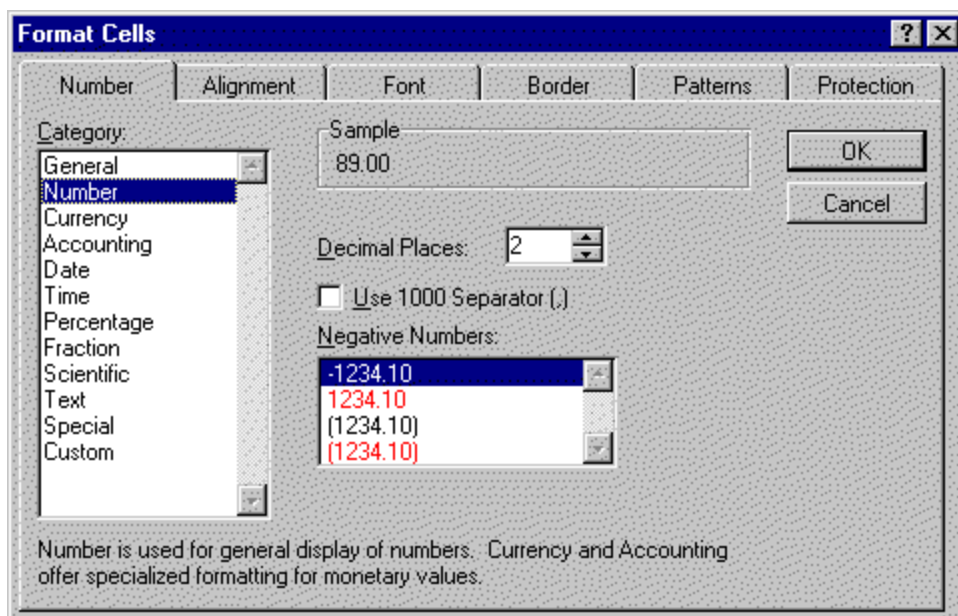 Format Cells
Number Alignment Font Border Patterns Protection
Category:
General
Number
Currency
Accounting
Date
Time
Percentage
Fraction
Scientific
Text
Special
Custom
Sample
89.00
Decimal Places: 2
Use 1000 Separator (,)
Negative Numbers:
-1234.10
1234.10
(1234.10)
(1234.10)
OK
Cancel
Number is used for general display of numbers.  Currency and Accounting
offer specialized formatting for monetary values.